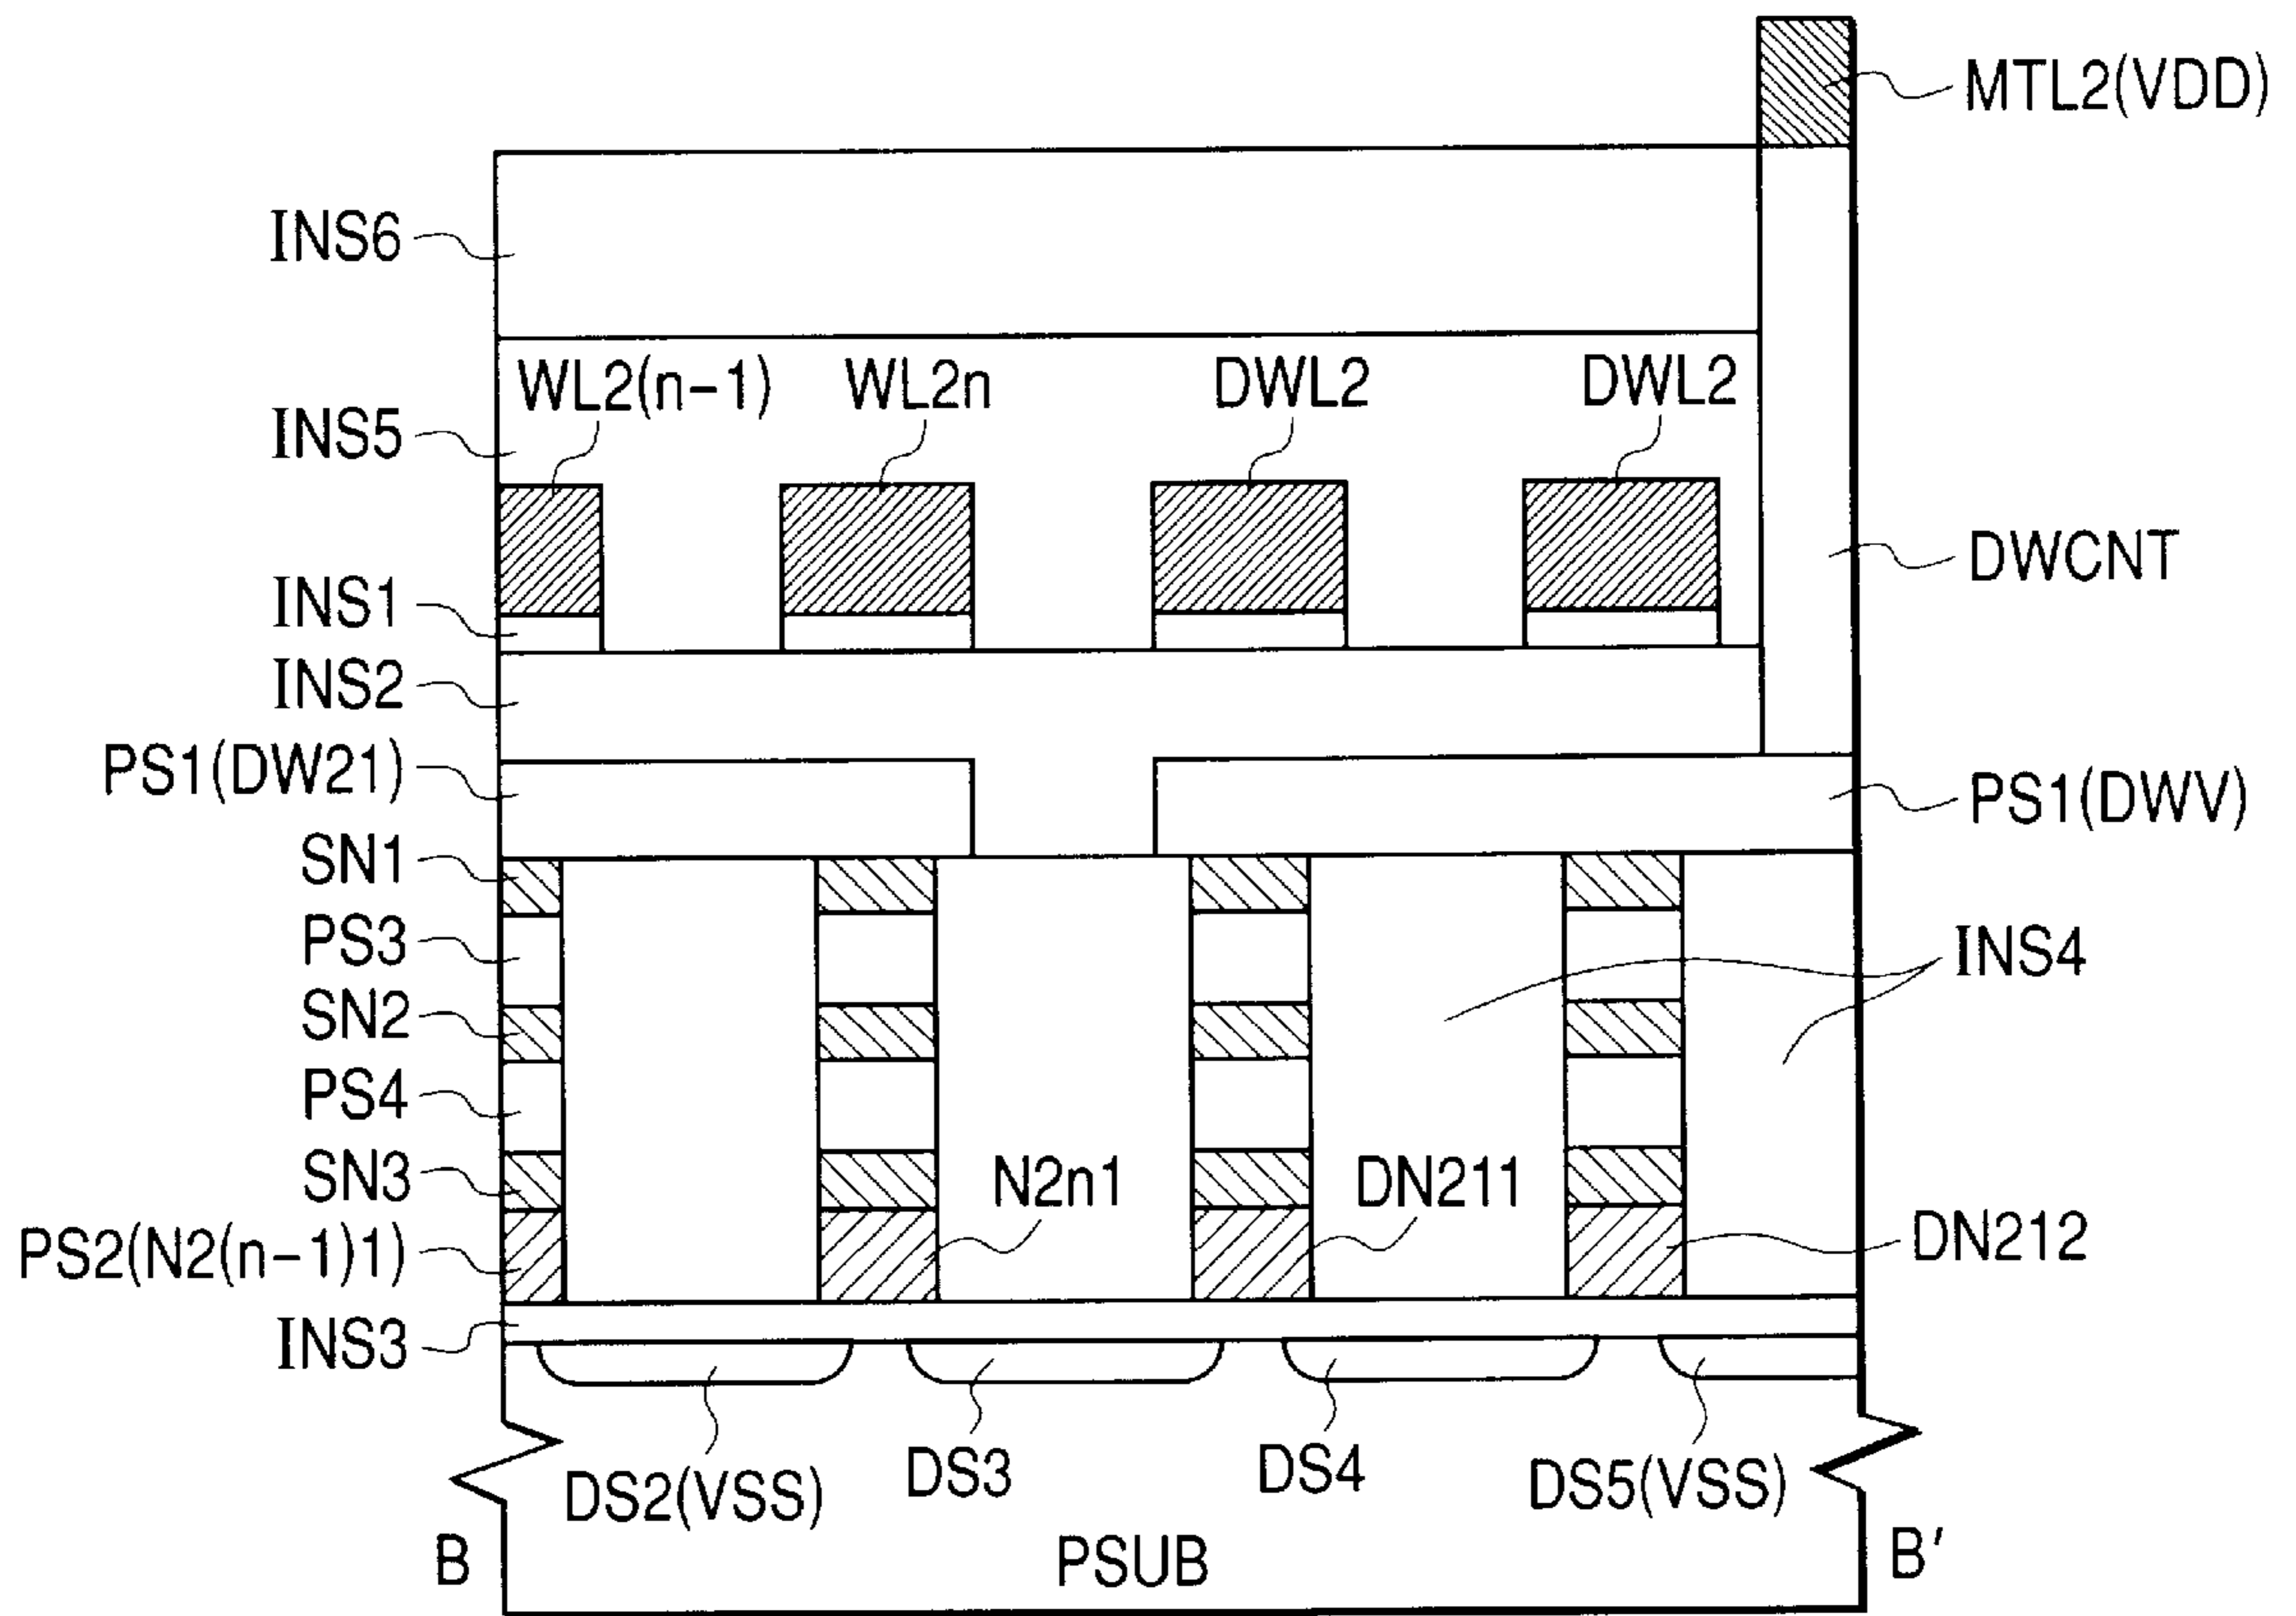 MTL2(VDD)
INS6
WL2(n-1)
WL2n
DWL2
DWL2
INS5
DWCNT
INS1
INS2
PS1(DW21)
PS1(DWV)
SN1
PS3
INS4
SN2
PS4
SN3
N2n1
DN211
PS2(N2(n-1)1)
DN212
INS3
DS2(VSS)
DS3
DS4
DS5(VSS)
B
PSUB
B'